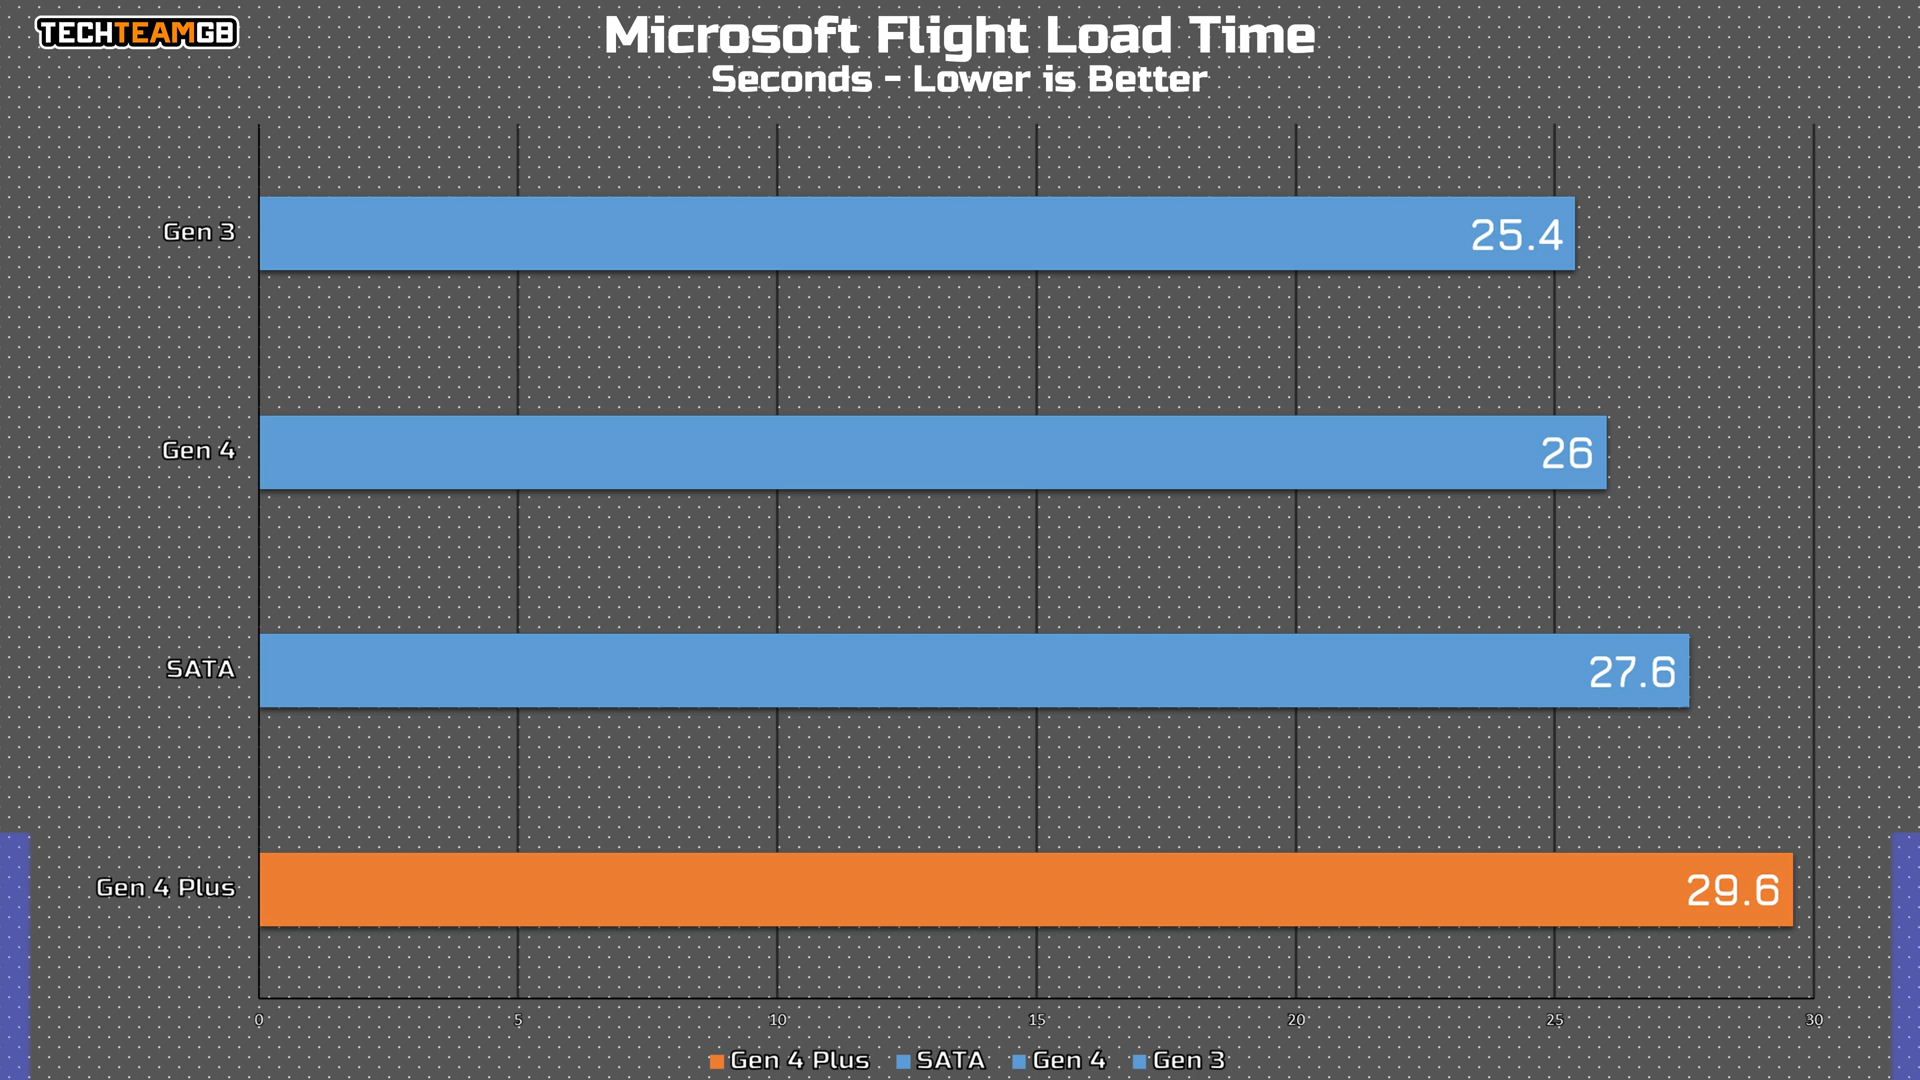 TECHTEAMGB
Microsoft Flight Load Time
Seconds - Lower is Better
Gen 3
25.4
Gen 4
26
SATA
27.6
Gen 4 Plus
29.6
0 5 10 15 20 25 30
Gen 4 Plus SATA Gen 4 Gen 3